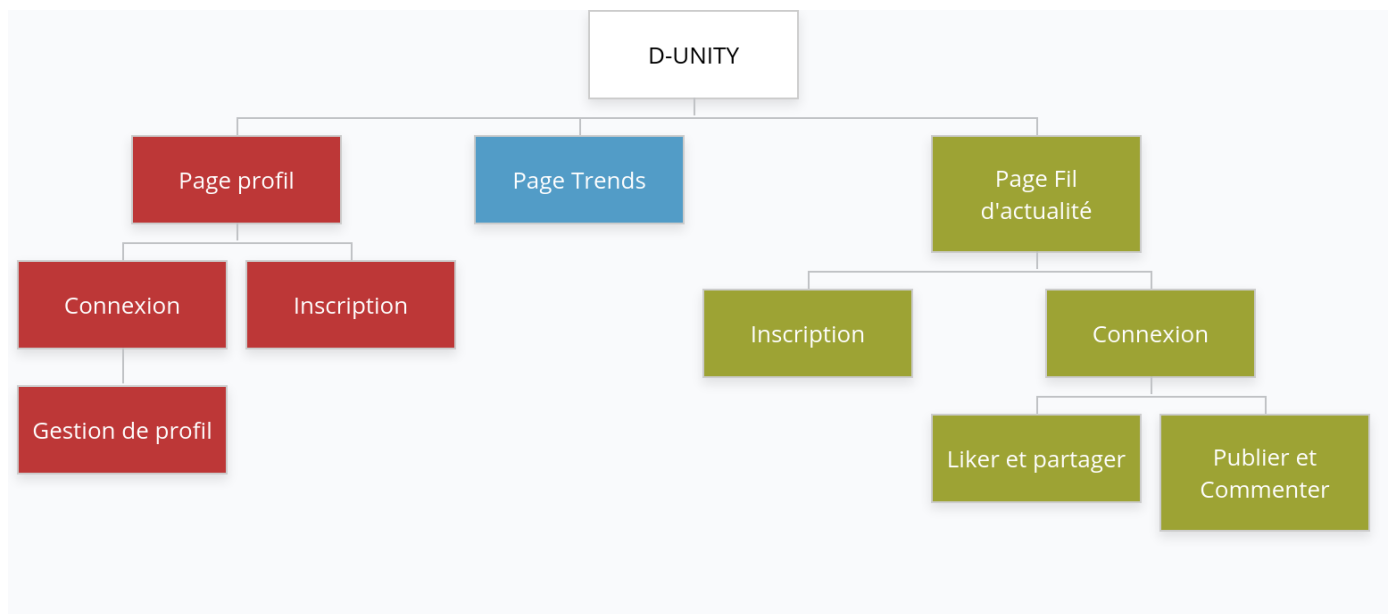 D-UNITY
Page profil
Page Trends
Page Fil
d'actualité
Connexion
Inscription
Inscription
Connexion
Gestion de profil
Liker et partager
Publier et
Commenter